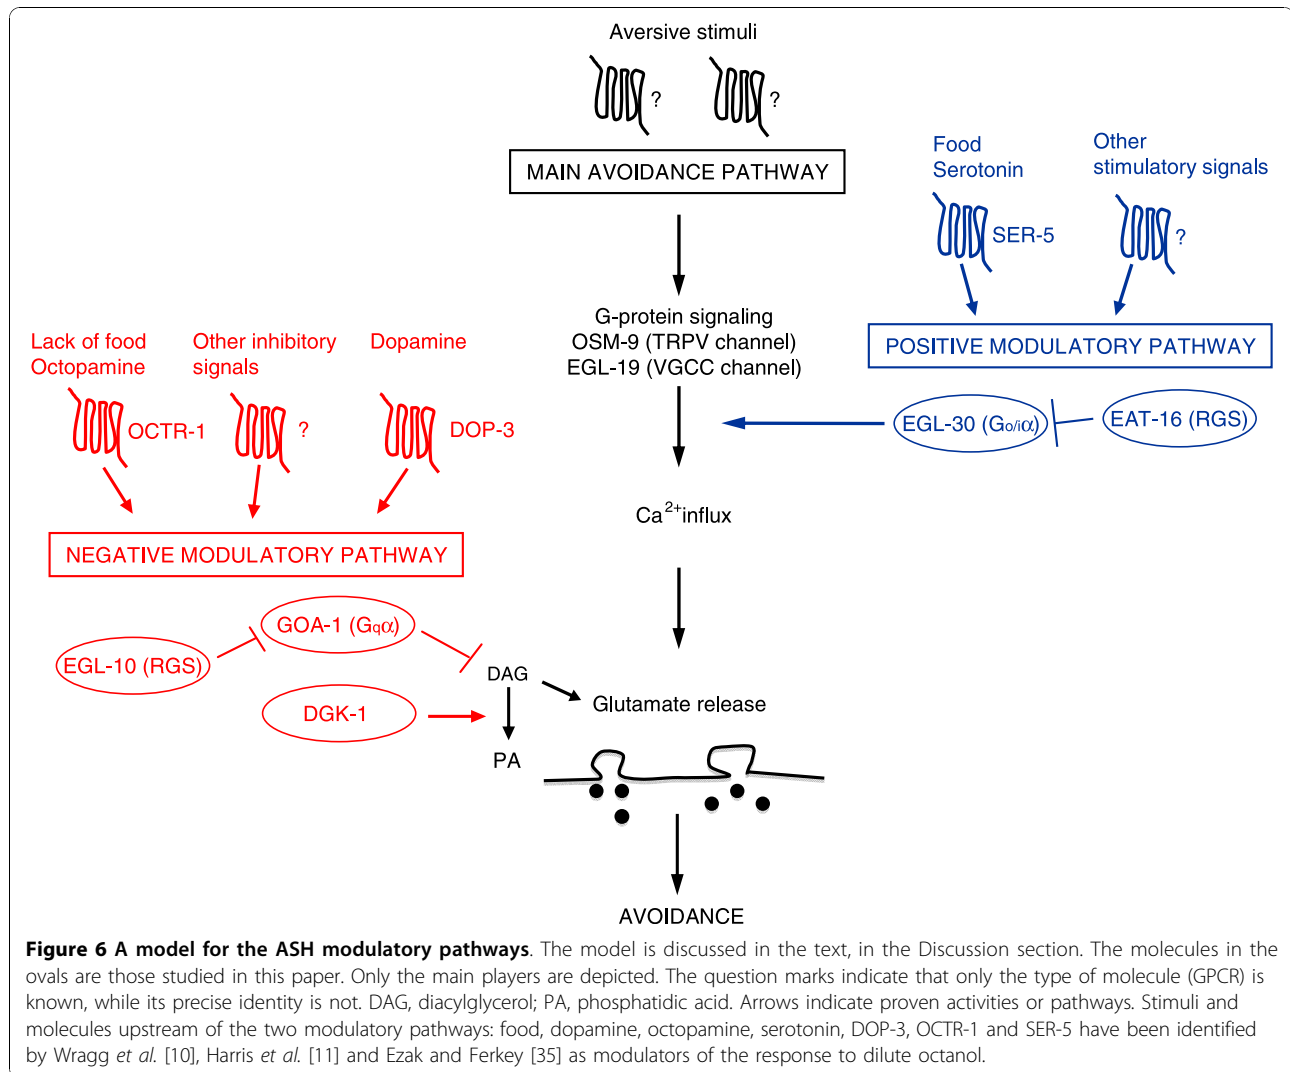 Aversive stimuli
?
?
MAIN AVOIDANCE PATHWAY
Food
Serotonin
Other
stimulatory signals
SER-5
?
G-protein signaling
OSM-9 (TRPV channel)
EGL-19 (VGCC channel)
POSITIVE MODULATORY PATHWAY
EGL-30 (Go/iα)
EAT-16 (RGS)
Lack of food
Octopamine
Other inhibitory
signals
Dopamine
OCTR-1
?
DOP-3
NEGATIVE MODULATORY PATHWAY
Ca2+influx
GOA-1 (Gqα)
EGL-10 (RGS)
DGK-1
DAG
PA
Glutamate release
AVOIDANCE
Figure 6 A model for the ASH modulatory pathways. The model is discussed in the text, in the Discussion section. The molecules in the
ovals are those studied in this paper. Only the main players are depicted. The question marks indicate that only the type of molecule (GPCR) is
known, while its precise identity is not. DAG, diacylglycerol; PA, phosphatidic acid. Arrows indicate proven activities or pathways. Stimuli and
molecules upstream of the two modulatory pathways: food, dopamine, octopamine, serotonin, DOP-3, OCTR-1 and SER-5 have been identified
by Wragg et al. [10], Harris et al. [11] and Ezak and Ferkey [35] as modulators of the response to dilute octanol.